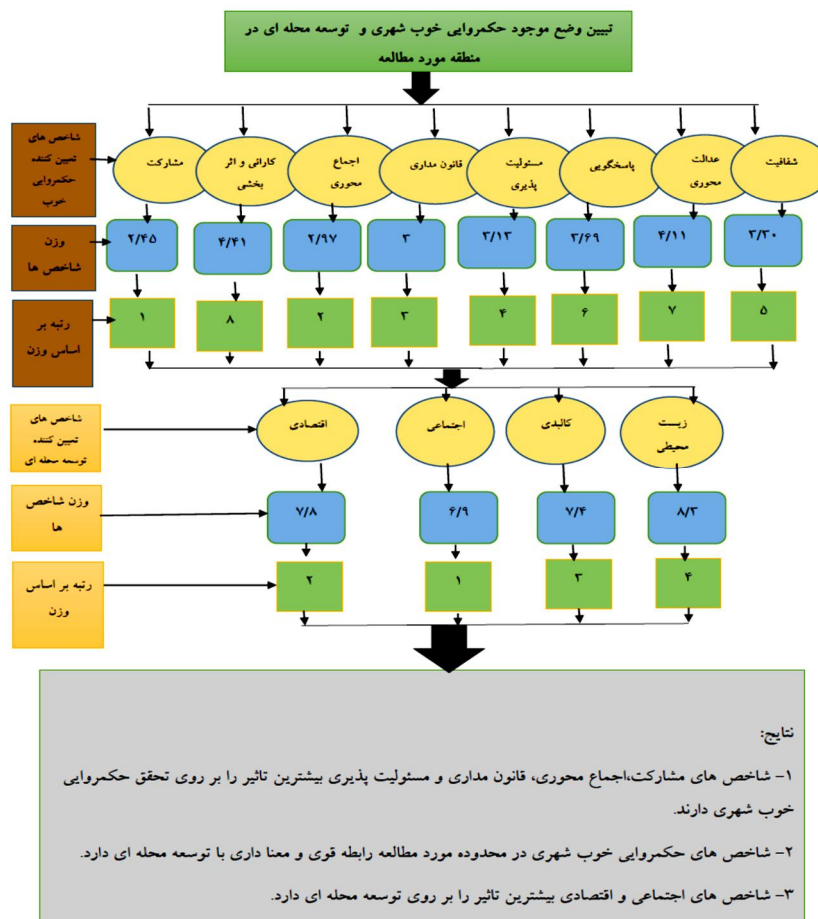 تبیین وضع موجود حکمروایی خوب شهری و توسعه محله ای در
منطقه مورد مطالعه
شاخص های
تعیین کننده
حکمروایی
خوب
شفافیت
عدالت
محوری
پاسخگویی
مسئولیت
پذیری
قانون مداری
اجماع
محوری
کارائی و اثر
بخشی
مشارکت
وزن
شاخص ها
۳/۳۰
۴/۱۱
۳/۶۹
۳/۱۳
۳
۲/۹۷
۴/۴۱
۲/۴۵
رتبه بر
اساس وزن
۵
۷
۶
۴
۳
۲
۸
۱
شاخص های
تعیین کننده
توسعه محله ای
زیست
محیطی
کالبدی
اجتماعی
اقتصادی
وزن شاخص
ها
۸/۳
۷/۴
۶/۹
۷/۸
رتبه بر اساس
وزن
۴
۳
۱
۲
نتایج:
۱- شاخص های مشارکت،اجماع محوری، قانون مداری و مسئولیت پذیری بیشترین تاثیر را بر روی تحقق حکمروایی
خوب شهری دارند.
۲- شاخص های حکمروایی خوب شهری در محدوده مورد مطالعه رابطه قوی و معنا داری با توسعه محله ای دارد.
۳- شاخص های اجتماعی و اقتصادی بیشترین تاثیر را بر روی توسعه محله ای دارد.